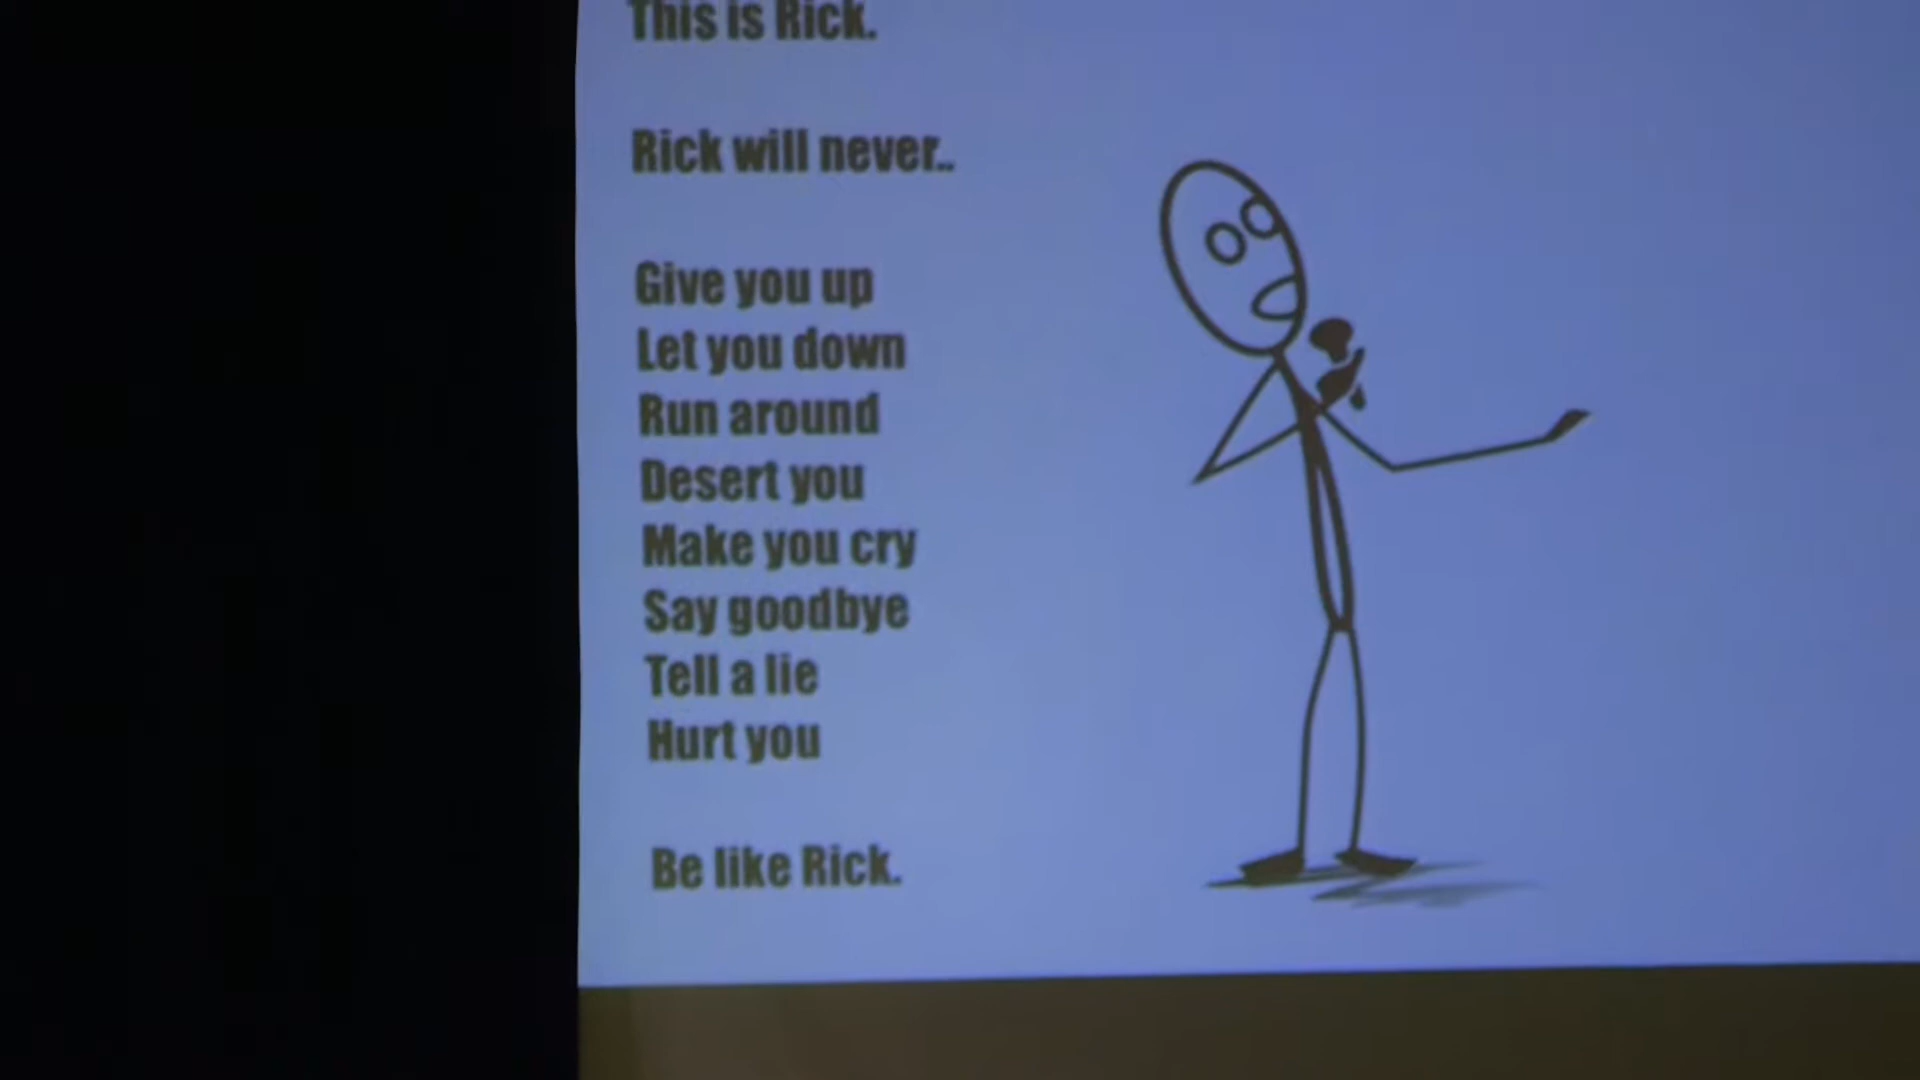 This is Rick.
Rick will never..
Give you up
Let you down
Run around
Desert you
Make you cry
Say goodbye
Tell a lie
Hurt you
Be like Rick.